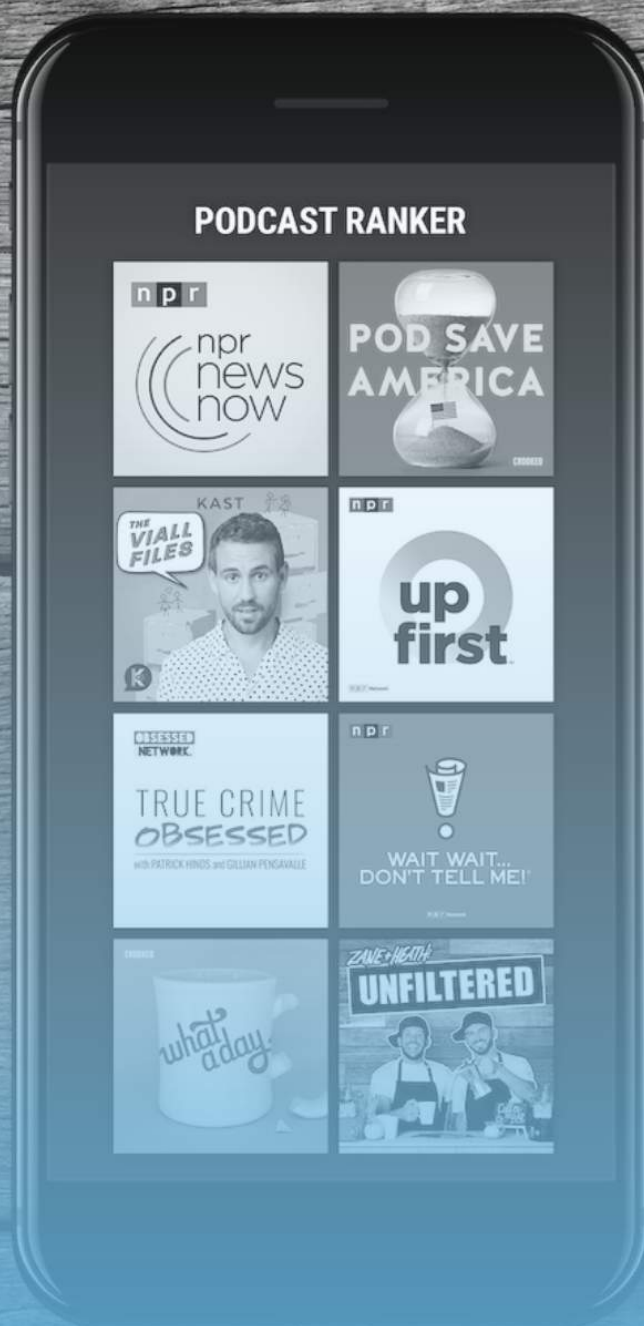 PODCAST RANKER
npr
npr
news
now
POD SAVE
AMERICA
CROOKED
KAST
THE
VIALL
FILES
K
npr
up
first
OBSESSED
NETWORK
TRUE CRIME
OBSESSED
with PATRICK HINDS and GILLIAN PENSAVALLE
npr
WAIT WAIT...
DON'T TELL ME!
CROOKED
what
a day
ZANE + HEATH:
UNFILTERED